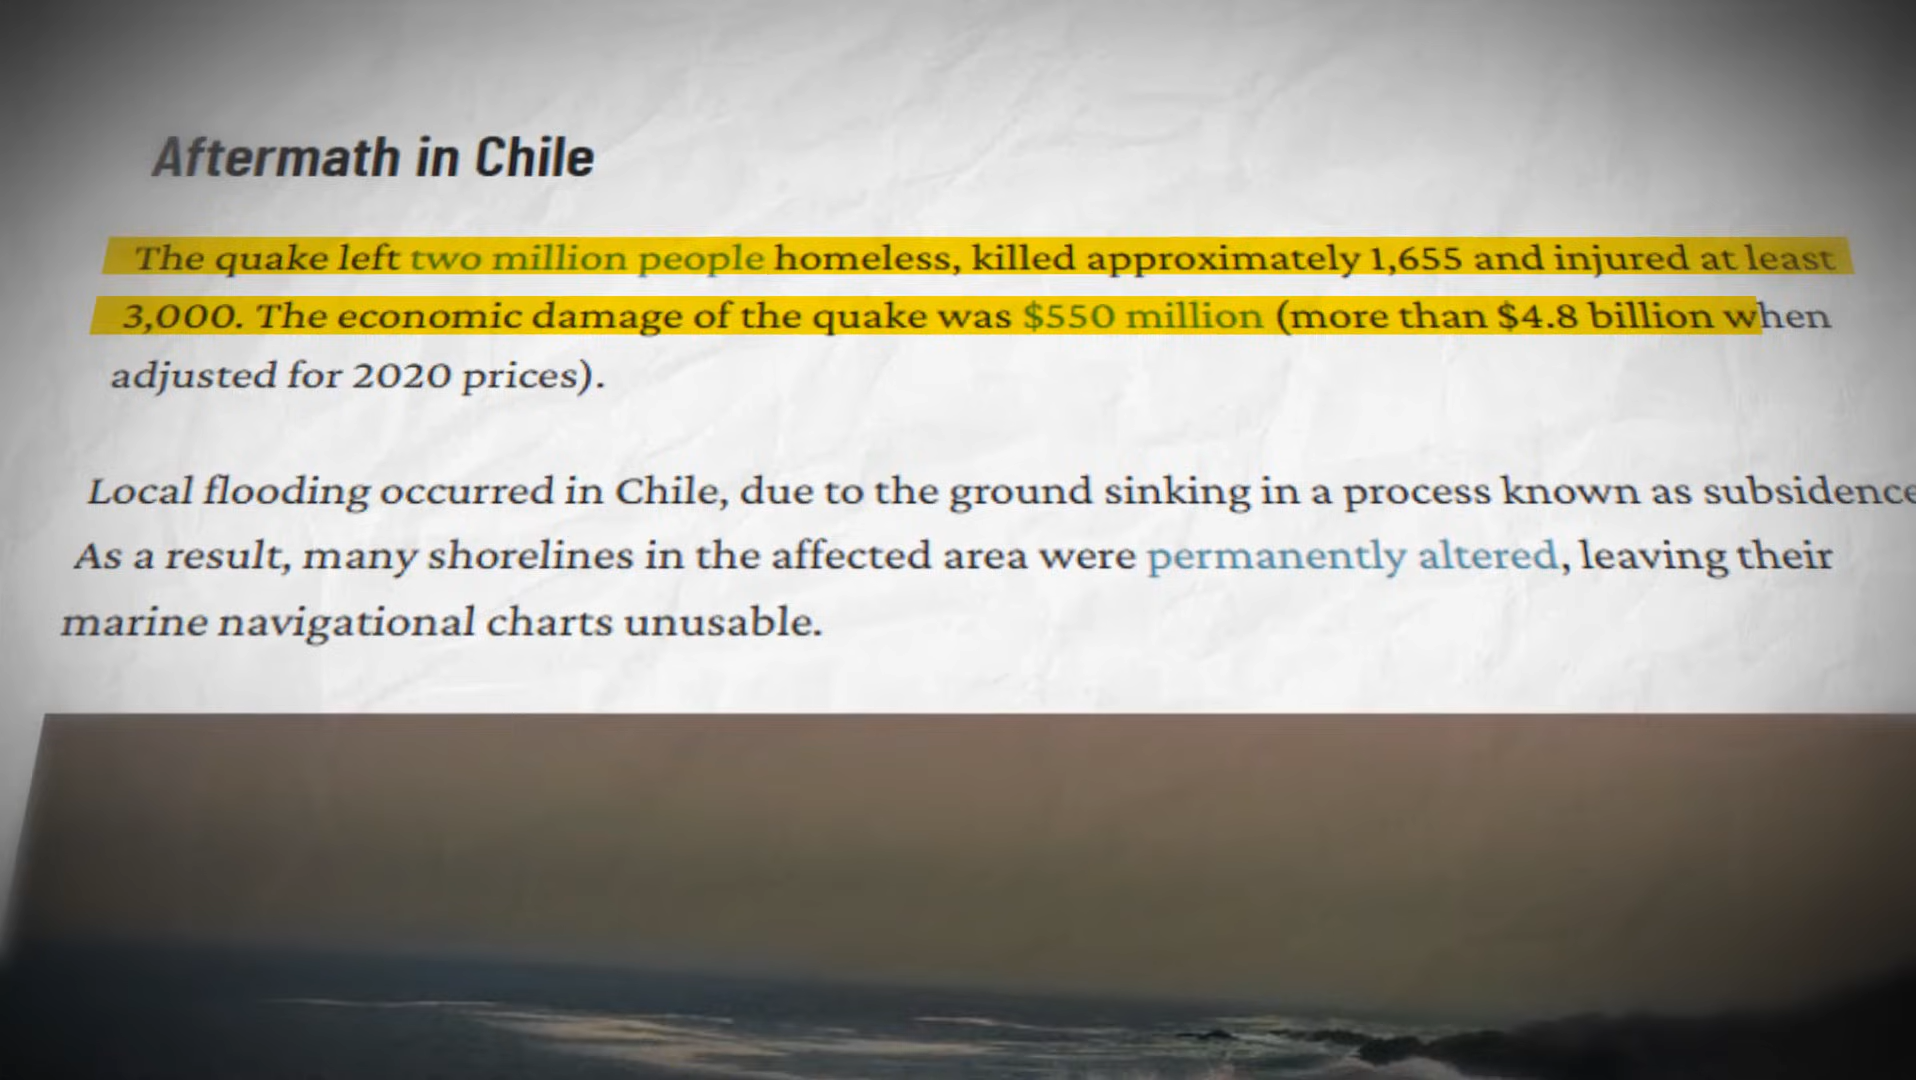 Aftermath in Chile
The quake left two million people homeless, killed approximately 1,655 and injured at least
3,000. The economic damage of the quake was $550 million (more than $4.8 billion when
adjusted for 2020 prices).
Local flooding occurred in Chile, due to the ground sinking in a process known as subsidence
As a result, many shorelines in the affected area were permanently altered, leaving their
marine navigational charts unusable.